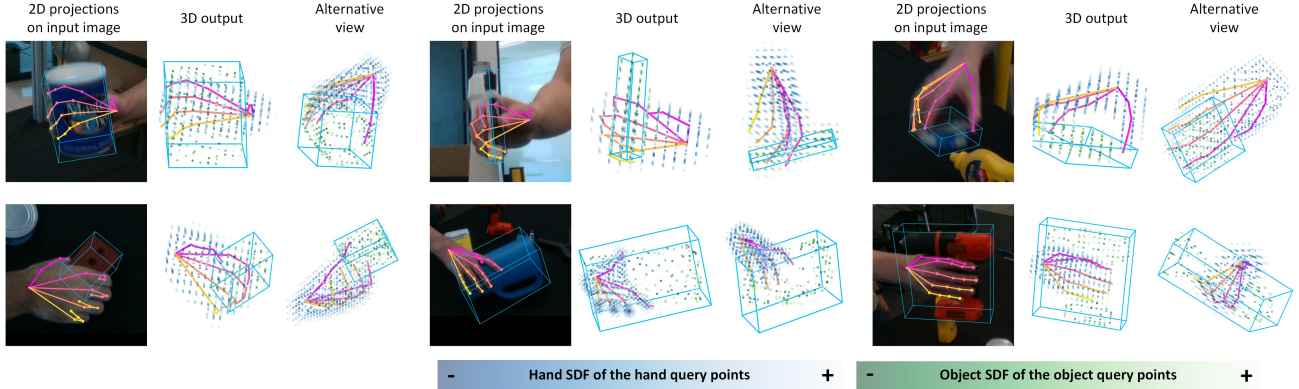 2D projections
on input image
3D output
Alternative
view
2D projections
on input image
3D output
Alternative
view
2D projections
on input image
3D output
Alternative
view
- Hand SDF of the hand query points +
- Object SDF of the object query points +